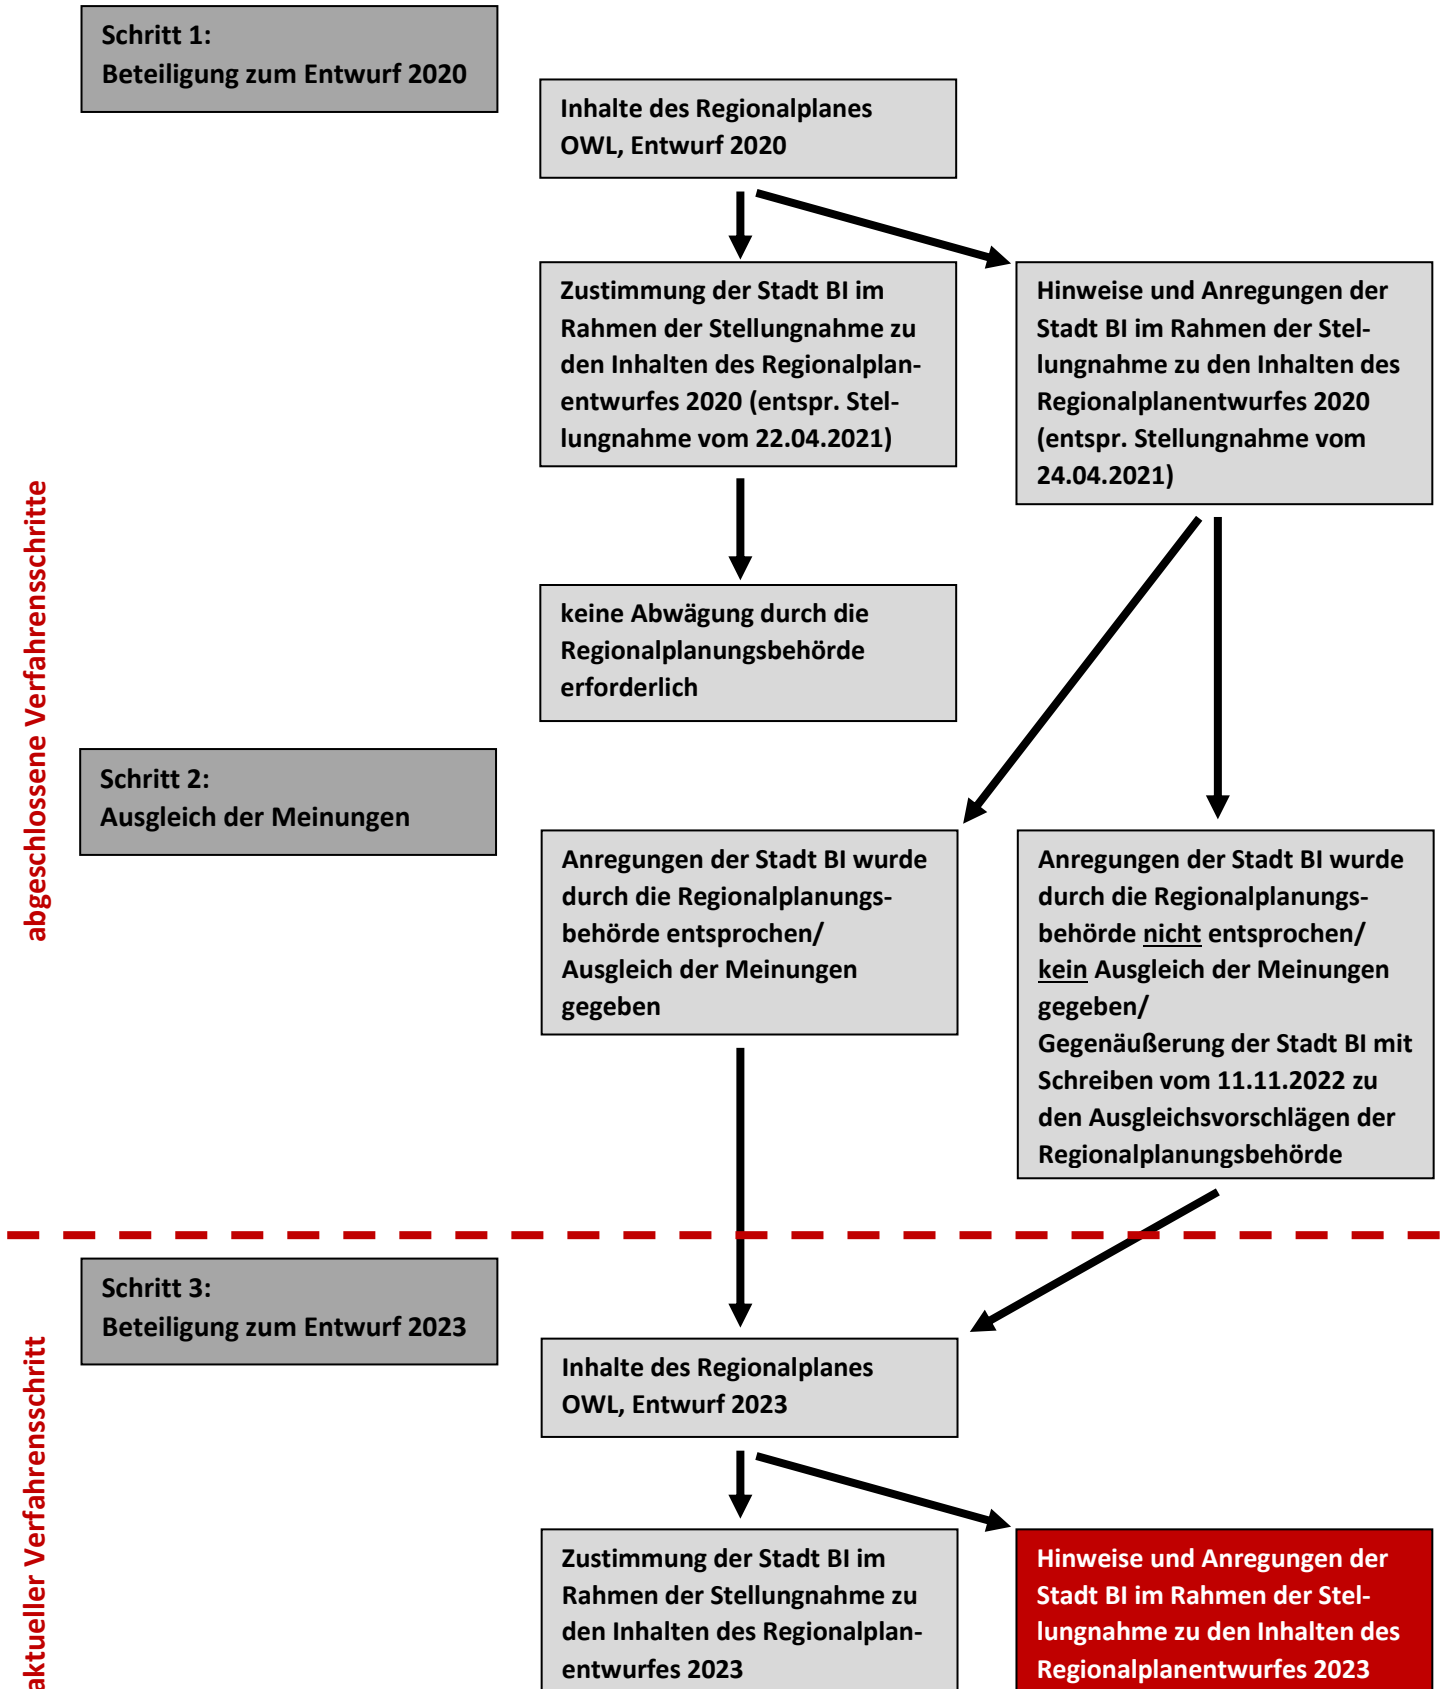 Schritt 1:
Beteiligung zum Entwurf 2020
Inhalte des Regionalplanes
OWL, Entwurf 2020
Zustimmung der Stadt BI im
Rahmen der Stellungnahme zu
den Inhalten des Regionalplan-
entwurfes 2020 (entspr. Stel-
lungnahme vom 22.04.2021)
Hinweise und Anregungen der
Stadt BI im Rahmen der Stel-
lungnahme zu den Inhalten des
Regionalplanentwurfes 2020
(entspr. Stellungnahme vom
24.04.2021)
keine Abwägung durch die
Regionalplanungsbehörde
erforderlich
abgeschlossene Verfahrensschritte
Schritt 2:
Ausgleich der Meinungen
Anregungen der Stadt BI wurde
durch die Regionalplanungs-
behörde entsprochen/
Ausgleich der Meinungen
gegeben
Anregungen der Stadt BI wurde
durch die Regionalplanungs-
behörde nicht entsprochen/
kein Ausgleich der Meinungen
gegeben/
Gegenäußerung der Stadt BI mit
Schreiben vom 11.11.2022 zu
den Ausgleichsvorschlägen der
Regionalplanungsbehörde
Schritt 3:
Beteiligung zum Entwurf 2023
aktueller Verfahrensschritt
Inhalte des Regionalplanes
OWL, Entwurf 2023
Zustimmung der Stadt BI im
Rahmen der Stellungnahme zu
den Inhalten des Regionalplan-
entwurfes 2023
Hinweise und Anregungen der
Stadt BI im Rahmen der Stel-
lungnahme zu den Inhalten des
Regionalplanentwurfes 2023